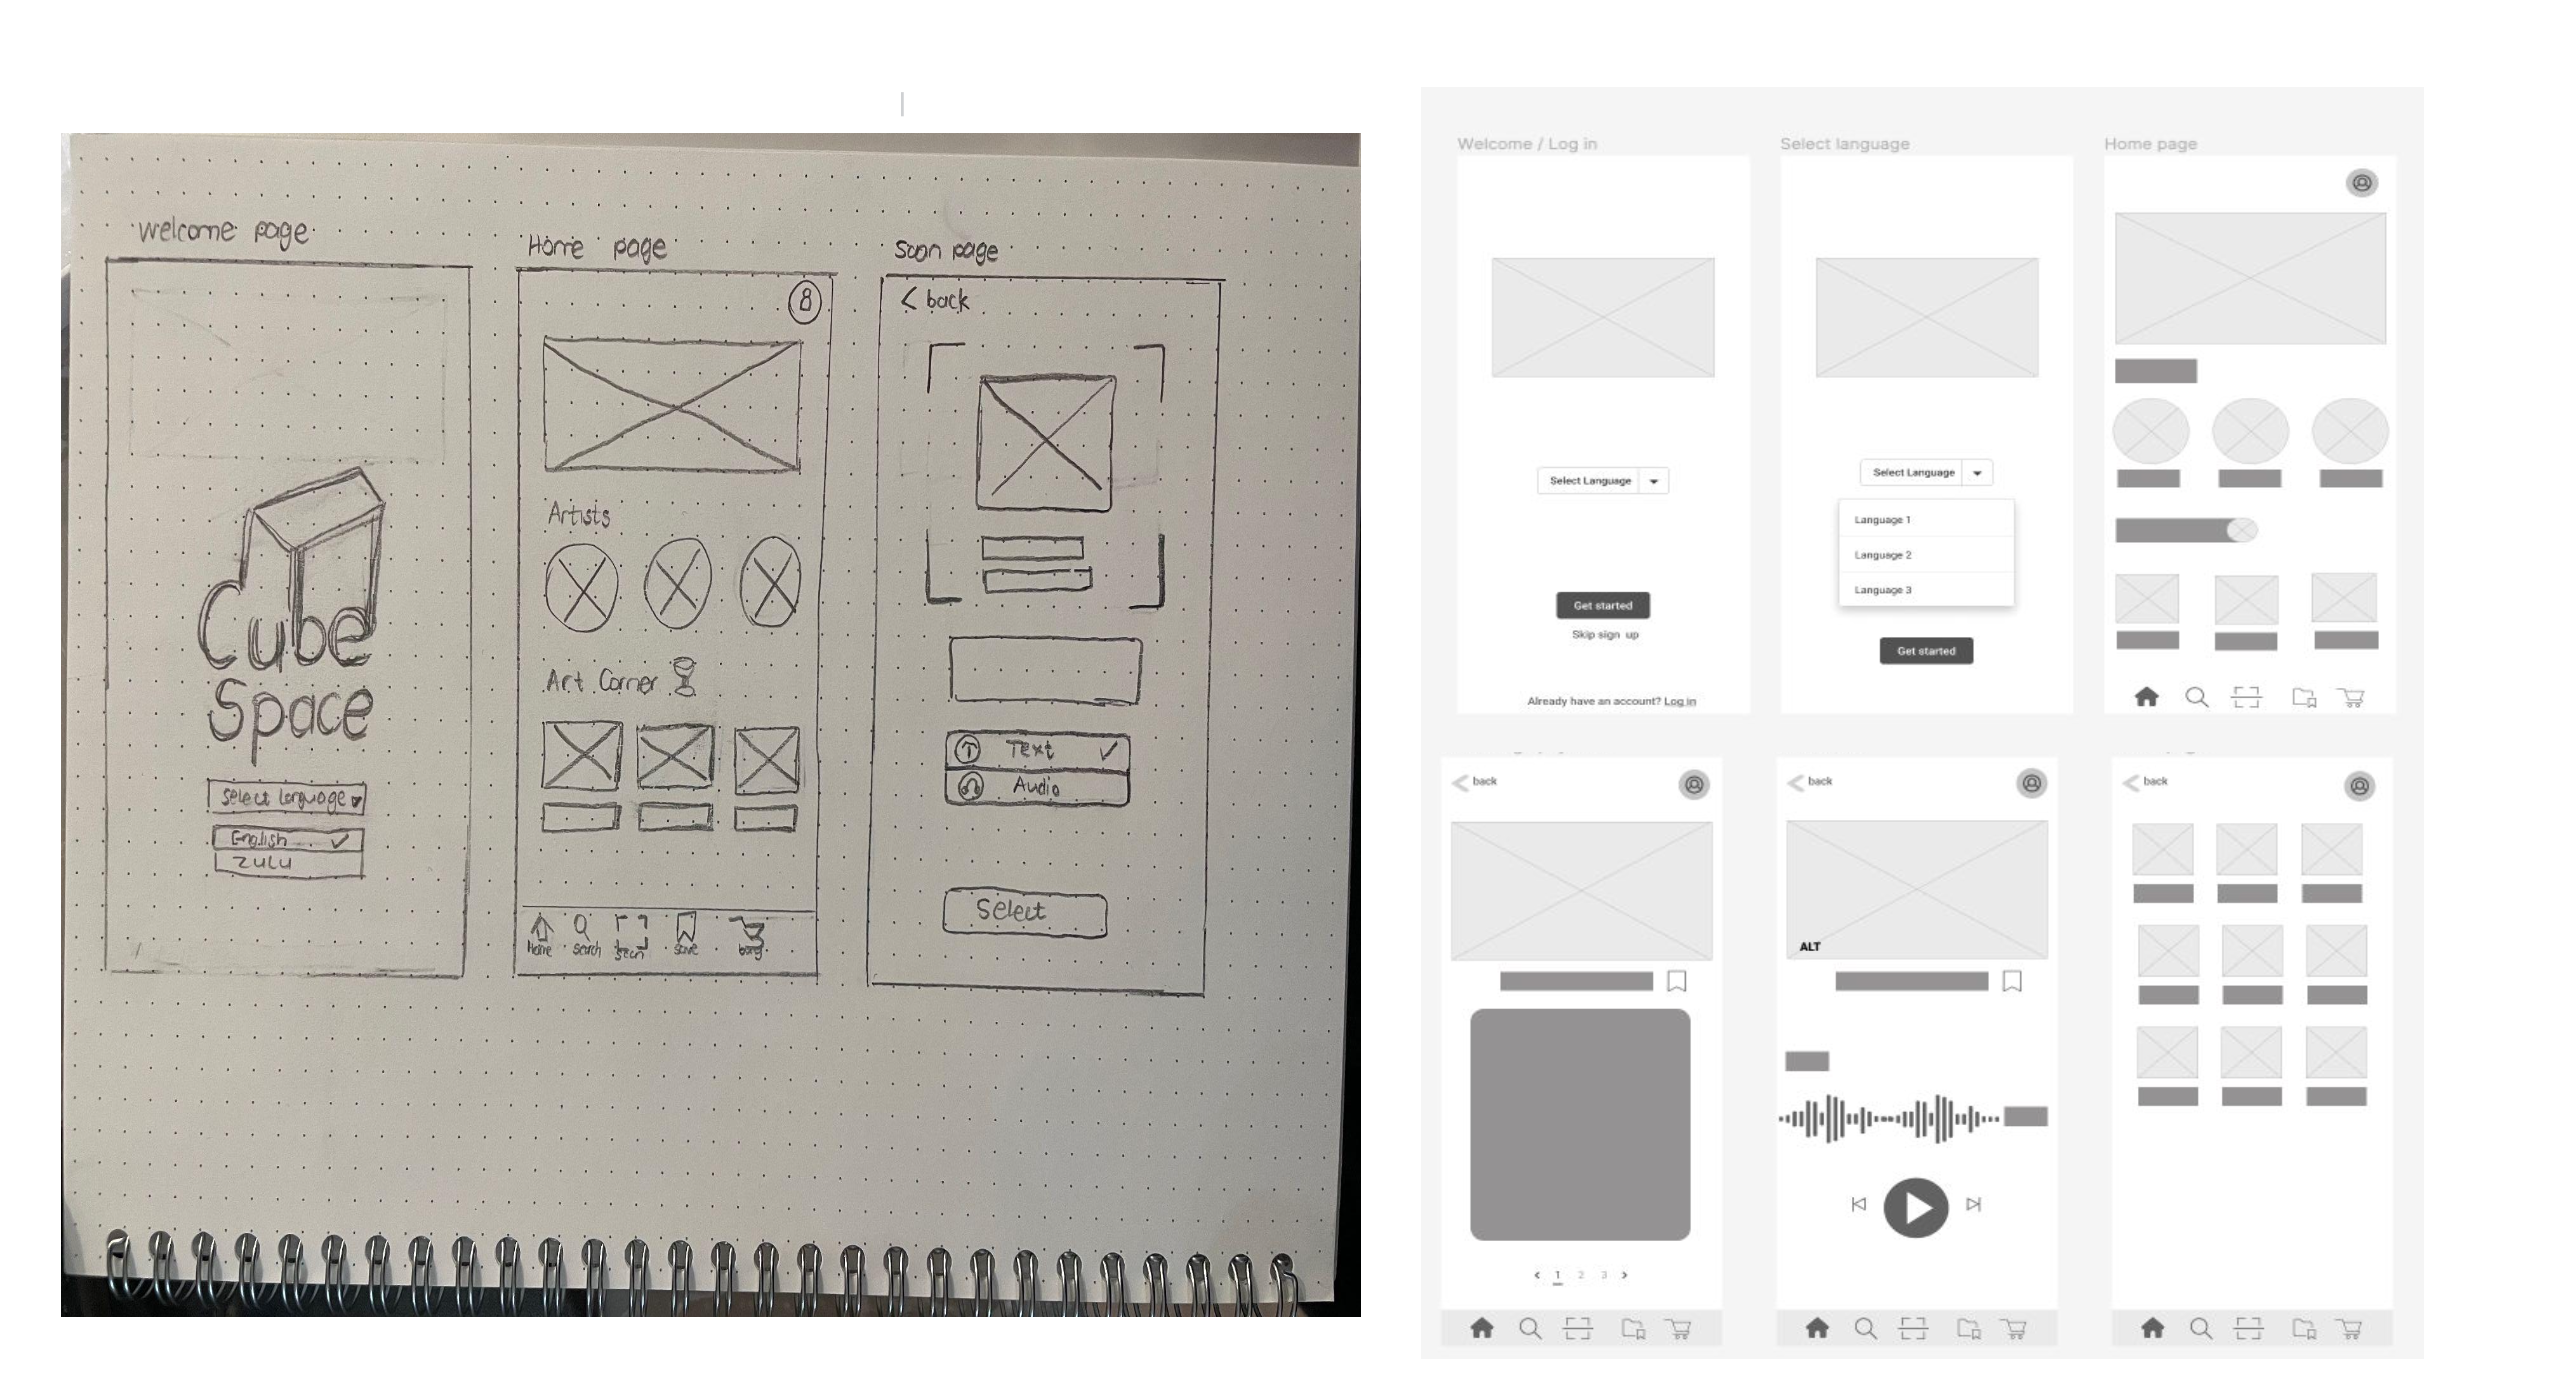 welcome page
Cube
Space
Select language
English
ZULU
Home page
Artists
Art Corner
Home
Search
Scan
Save
Scan page
< back
Text
Audio
Select
Welcome / Log in
Select Language
Get started
Skip sign up
Already have an account? Log in
Select language
Select Language
Language 1
Language 2
Language 3
Get started
Home page
back
< 1 2 3 >
back
ALT
back